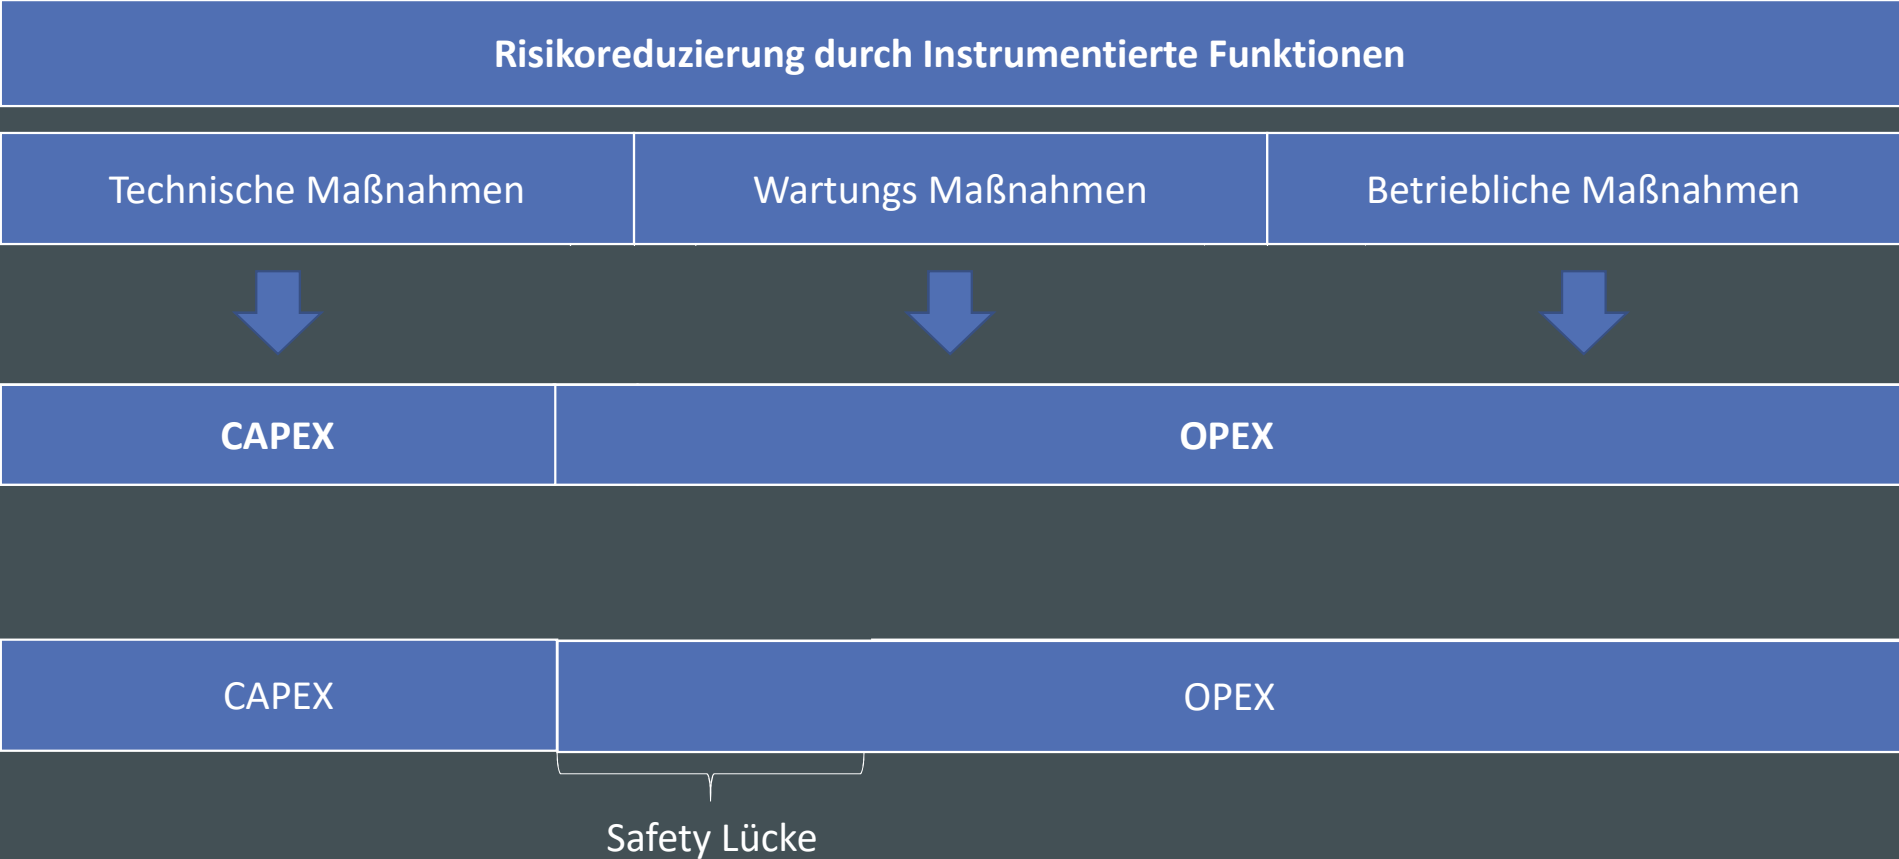 Risikoreduzierung durch Instrumentierte Funktionen
Technische Maßnahmen
Wartungs Maßnahmen
Betriebliche Maßnahmen
CAPEX
OPEX
CAPEX
OPEX
Safety Lücke